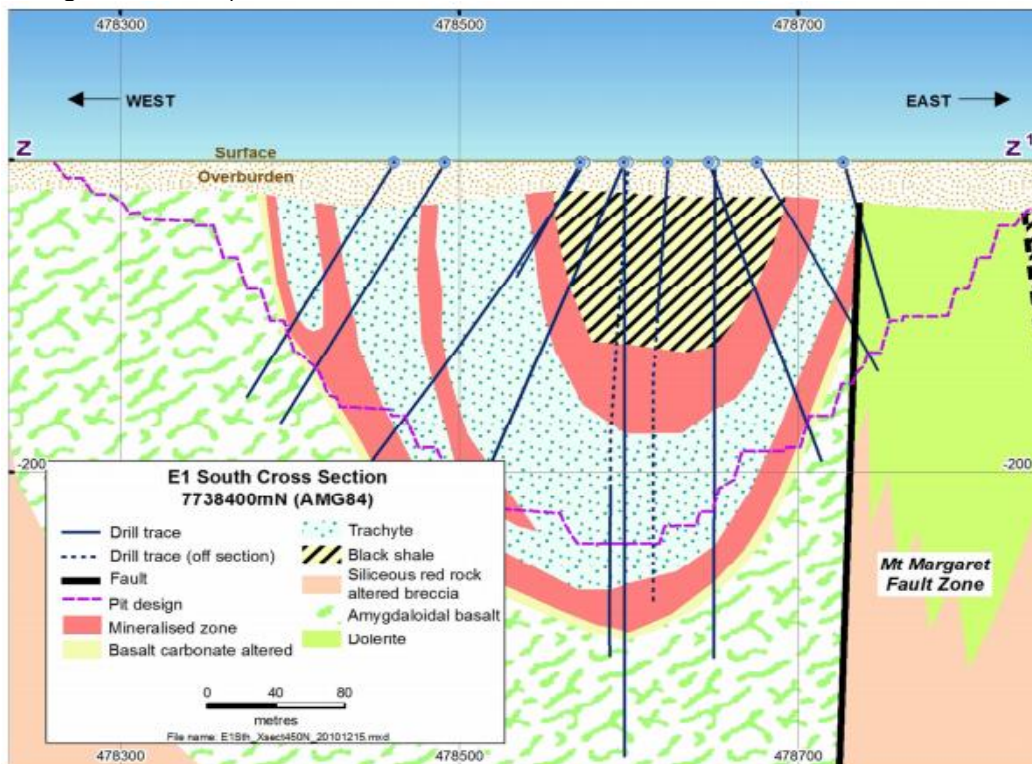 478300 478500 478700
WEST EAST
Z Surface Z 1
Overburden
-200 -200
E1 South Cross Section
7738400mN (AMG84)
Drill trace
Drill trace (off section)
Fault
Pit design
Mineralised zone
Basalt carbonate altered
Trachyte
Black shale
Siliceous red rock
altered breccia
Amygdaloidal basalt
Dolerite
0 40 80
metres
File name: E1Sth_Xsect450N_20101215.mxd
Mt Margaret
Fault Zone
478300 478500 478700